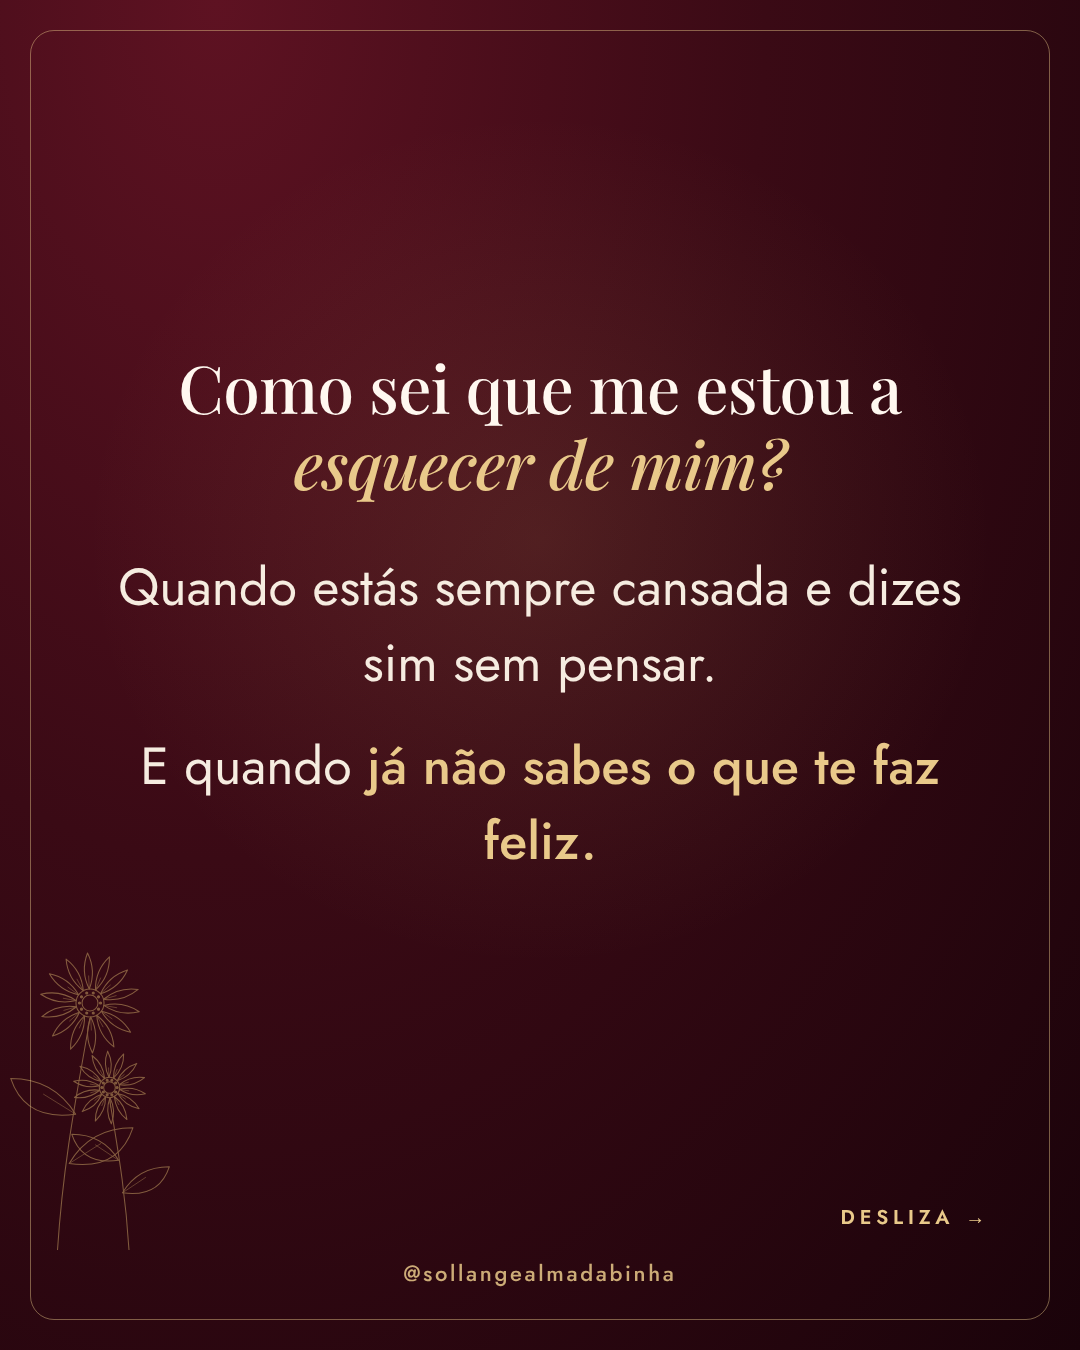 Como sei que me estou a
esquecer de mim?
Quando estás sempre cansada e dizes
sim sem pensar.
E quando já não sabes o que te faz
feliz.
DESLIZA →
@sollangealmadabinha